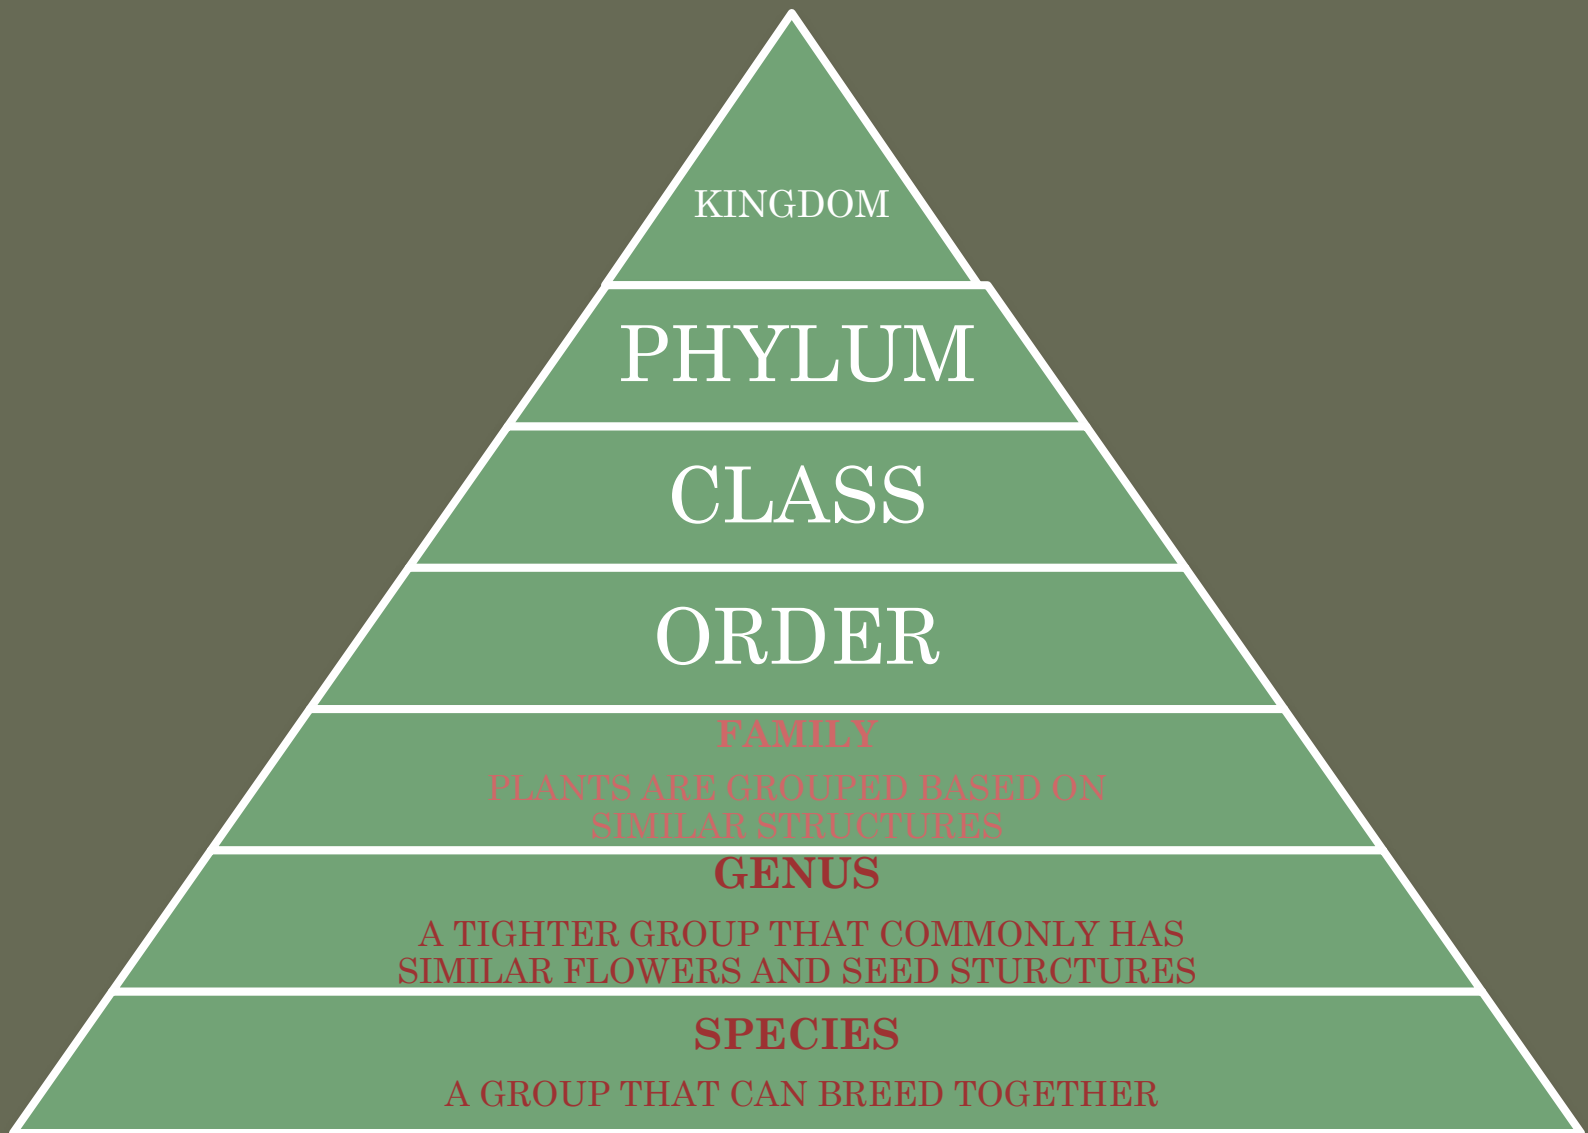 KINGDOM
PHYLUM
CLASS
ORDER
FAMILY
PLANTS ARE GROUPED BASED ON
SIMILAR STRUCTURES
GENUS
A TIGHTER GROUP THAT COMMONLY HAS
SIMILAR FLOWERS AND SEED STURCTURES
SPECIES
A GROUP THAT CAN BREED TOGETHER